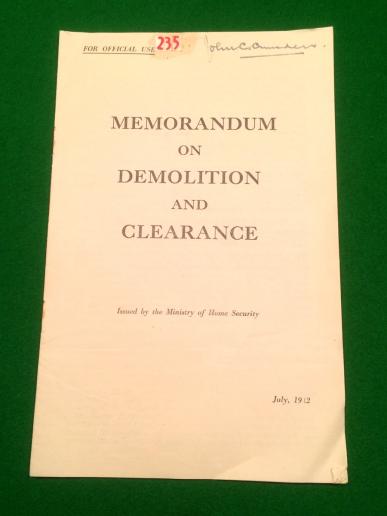 FOR OFFICIAL USE
235
MEMORANDUM
ON
DEMOLITION
AND
CLEARANCE
Issued by the Ministry of Home Security
July, 1942